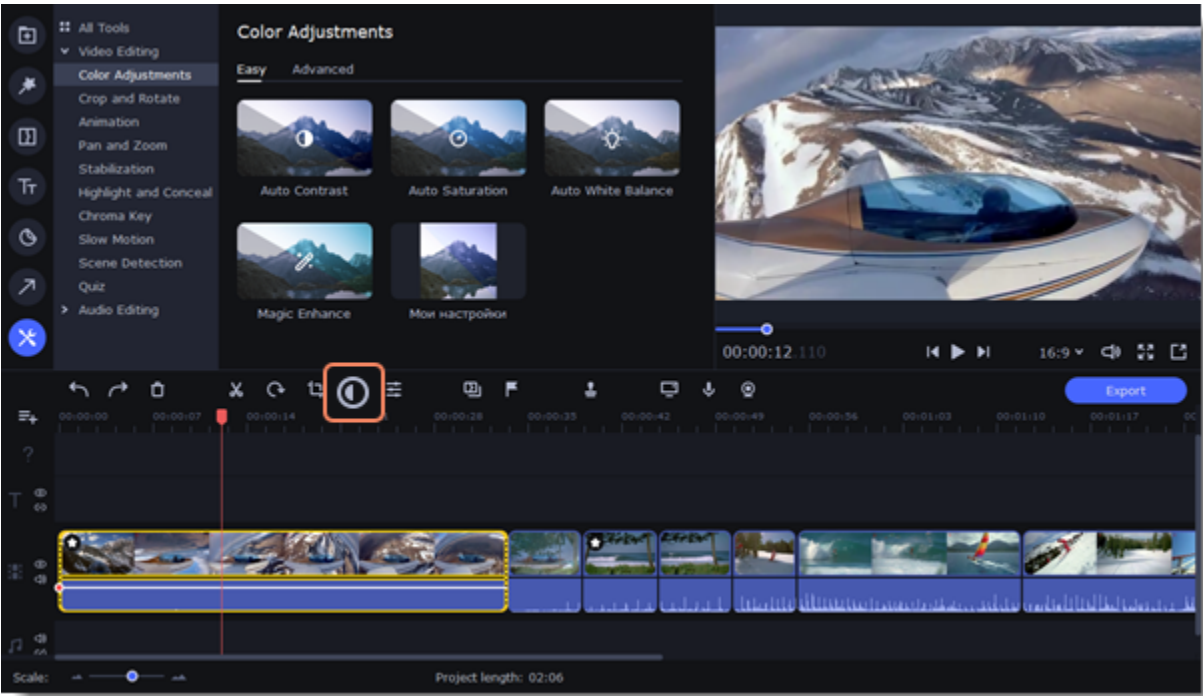 All Tools
Video Editing
Color Adjustments
Crop and Rotate
Animation
Pan and Zoom
Stabilization
Highlight and Conceal
Chroma Key
Slow Motion
Scene Detection
Quiz
Audio Editing
Color Adjustments
Easy Advanced
Auto Contrast Auto Saturation Auto White Balance
Magic Enhance Мои настройки
00:00:12.110 16:9
Export
00:00:00 00:00:07 00:00:14 00:00:28 00:00:35 00:00:42 00:00:49 00:00:56 00:01:03 00:01:10 00:01:17
Scale: Project length: 02:06